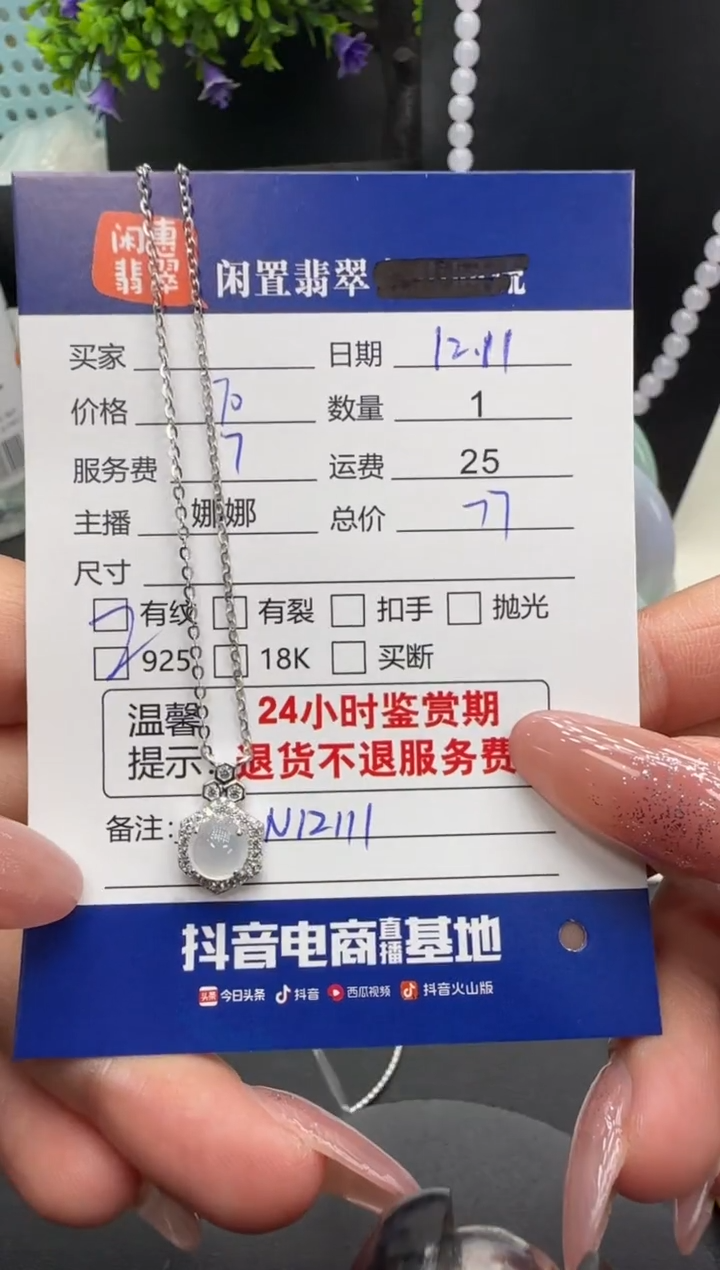 闲惠
翡翠
闲置翡翠
买家 日期 12.11
价格 70 数量 1
服务费 7 运费 25
主播 娜娜 总价 77
尺寸
有纹 有裂 扣手 抛光
925 18K 买断
温馨 24小时鉴赏期
提示: 退货不退服务费
备注: N12111
抖音电商直播基地
头条 今日头条 抖音 西瓜视频 抖音火山版